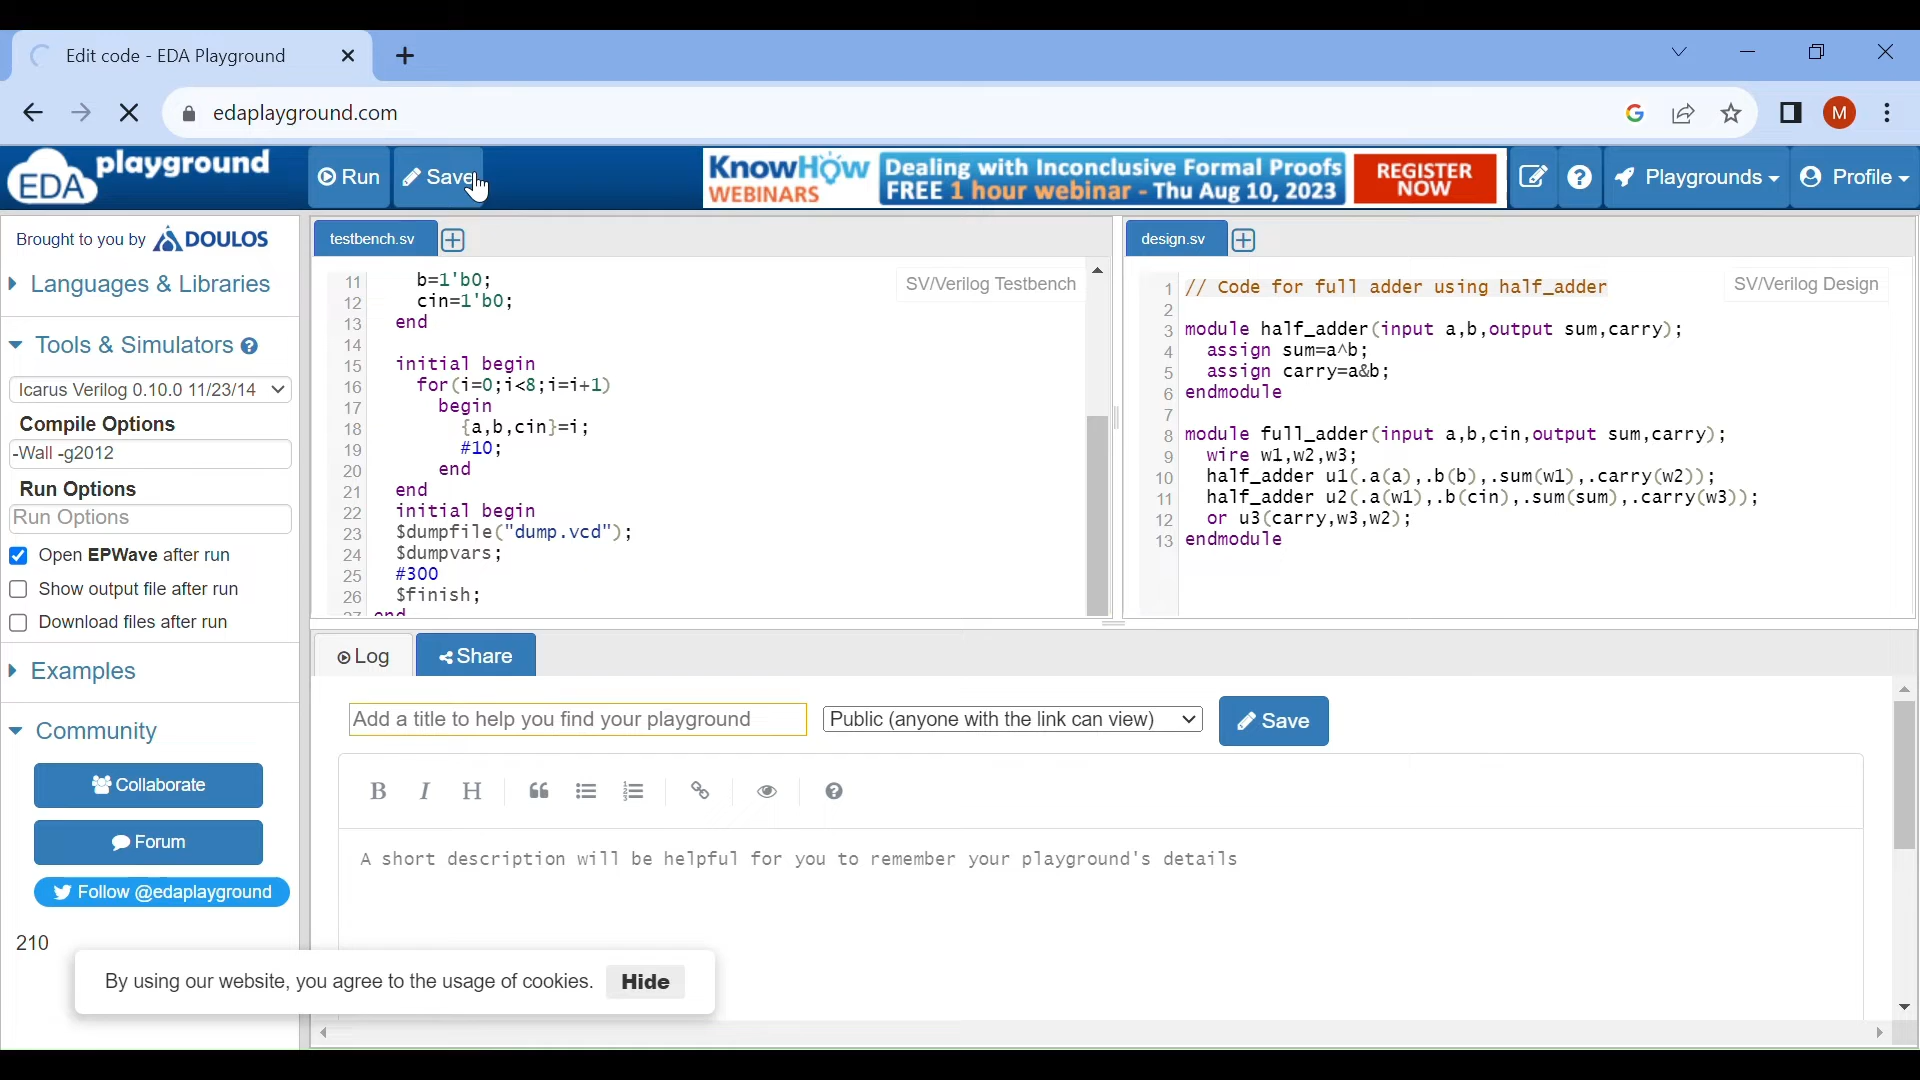 Edit code - EDA Playground
edaplayground.com
M
EDA playground
Run
Save
KnowHow
WEBINARS
Dealing with Inconclusive Formal Proofs
FREE 1 hour webinar - Thu Aug 10, 2023
REGISTER
NOW
Playgrounds
Profile
Brought to you by DOULOS
Languages & Libraries
Tools & Simulators
Icarus Verilog 0.10.0 11/23/14
Compile Options
-Wall -g2012
Run Options
Run Options
Open EPWave after run
Show output file after run
Download files after run
Examples
Community
Collaborate
Forum
Follow @edaplayground
210
testbench.sv
SV/Verilog Testbench
11 b=1'b0;
12 cin=1'b0;
13 end
14
15 initial begin
16 for(i=0;i<8;i=i+1)
17 begin
18 {a,b,cin}=i;
19 #10;
20 end
21 end
22 initial begin
23 $dumpfile("dump.vcd");
24 $dumpvars;
25 #300
26 $finish;
27 end
design.sv
SV/Verilog Design
1 // Code for full adder using half_adder
2
3 module half_adder(input a,b,output sum,carry);
4 assign sum=a^b;
5 assign carry=a&b;
6 endmodule
7
8 module full_adder(input a,b,cin,output sum,carry);
9 wire w1,w2,w3;
10 half_adder u1(.a(a),.b(b),.sum(w1),.carry(w2));
11 half_adder u2(.a(w1),.b(cin),.sum(sum),.carry(w3));
12 or u3(carry,w3,w2);
13 endmodule
Log
Share
Add a title to help you find your playground
Public (anyone with the link can view)
Save
B I H
A short description will be helpful for you to remember your playground's details
By using our website, you agree to the usage of cookies.
Hide